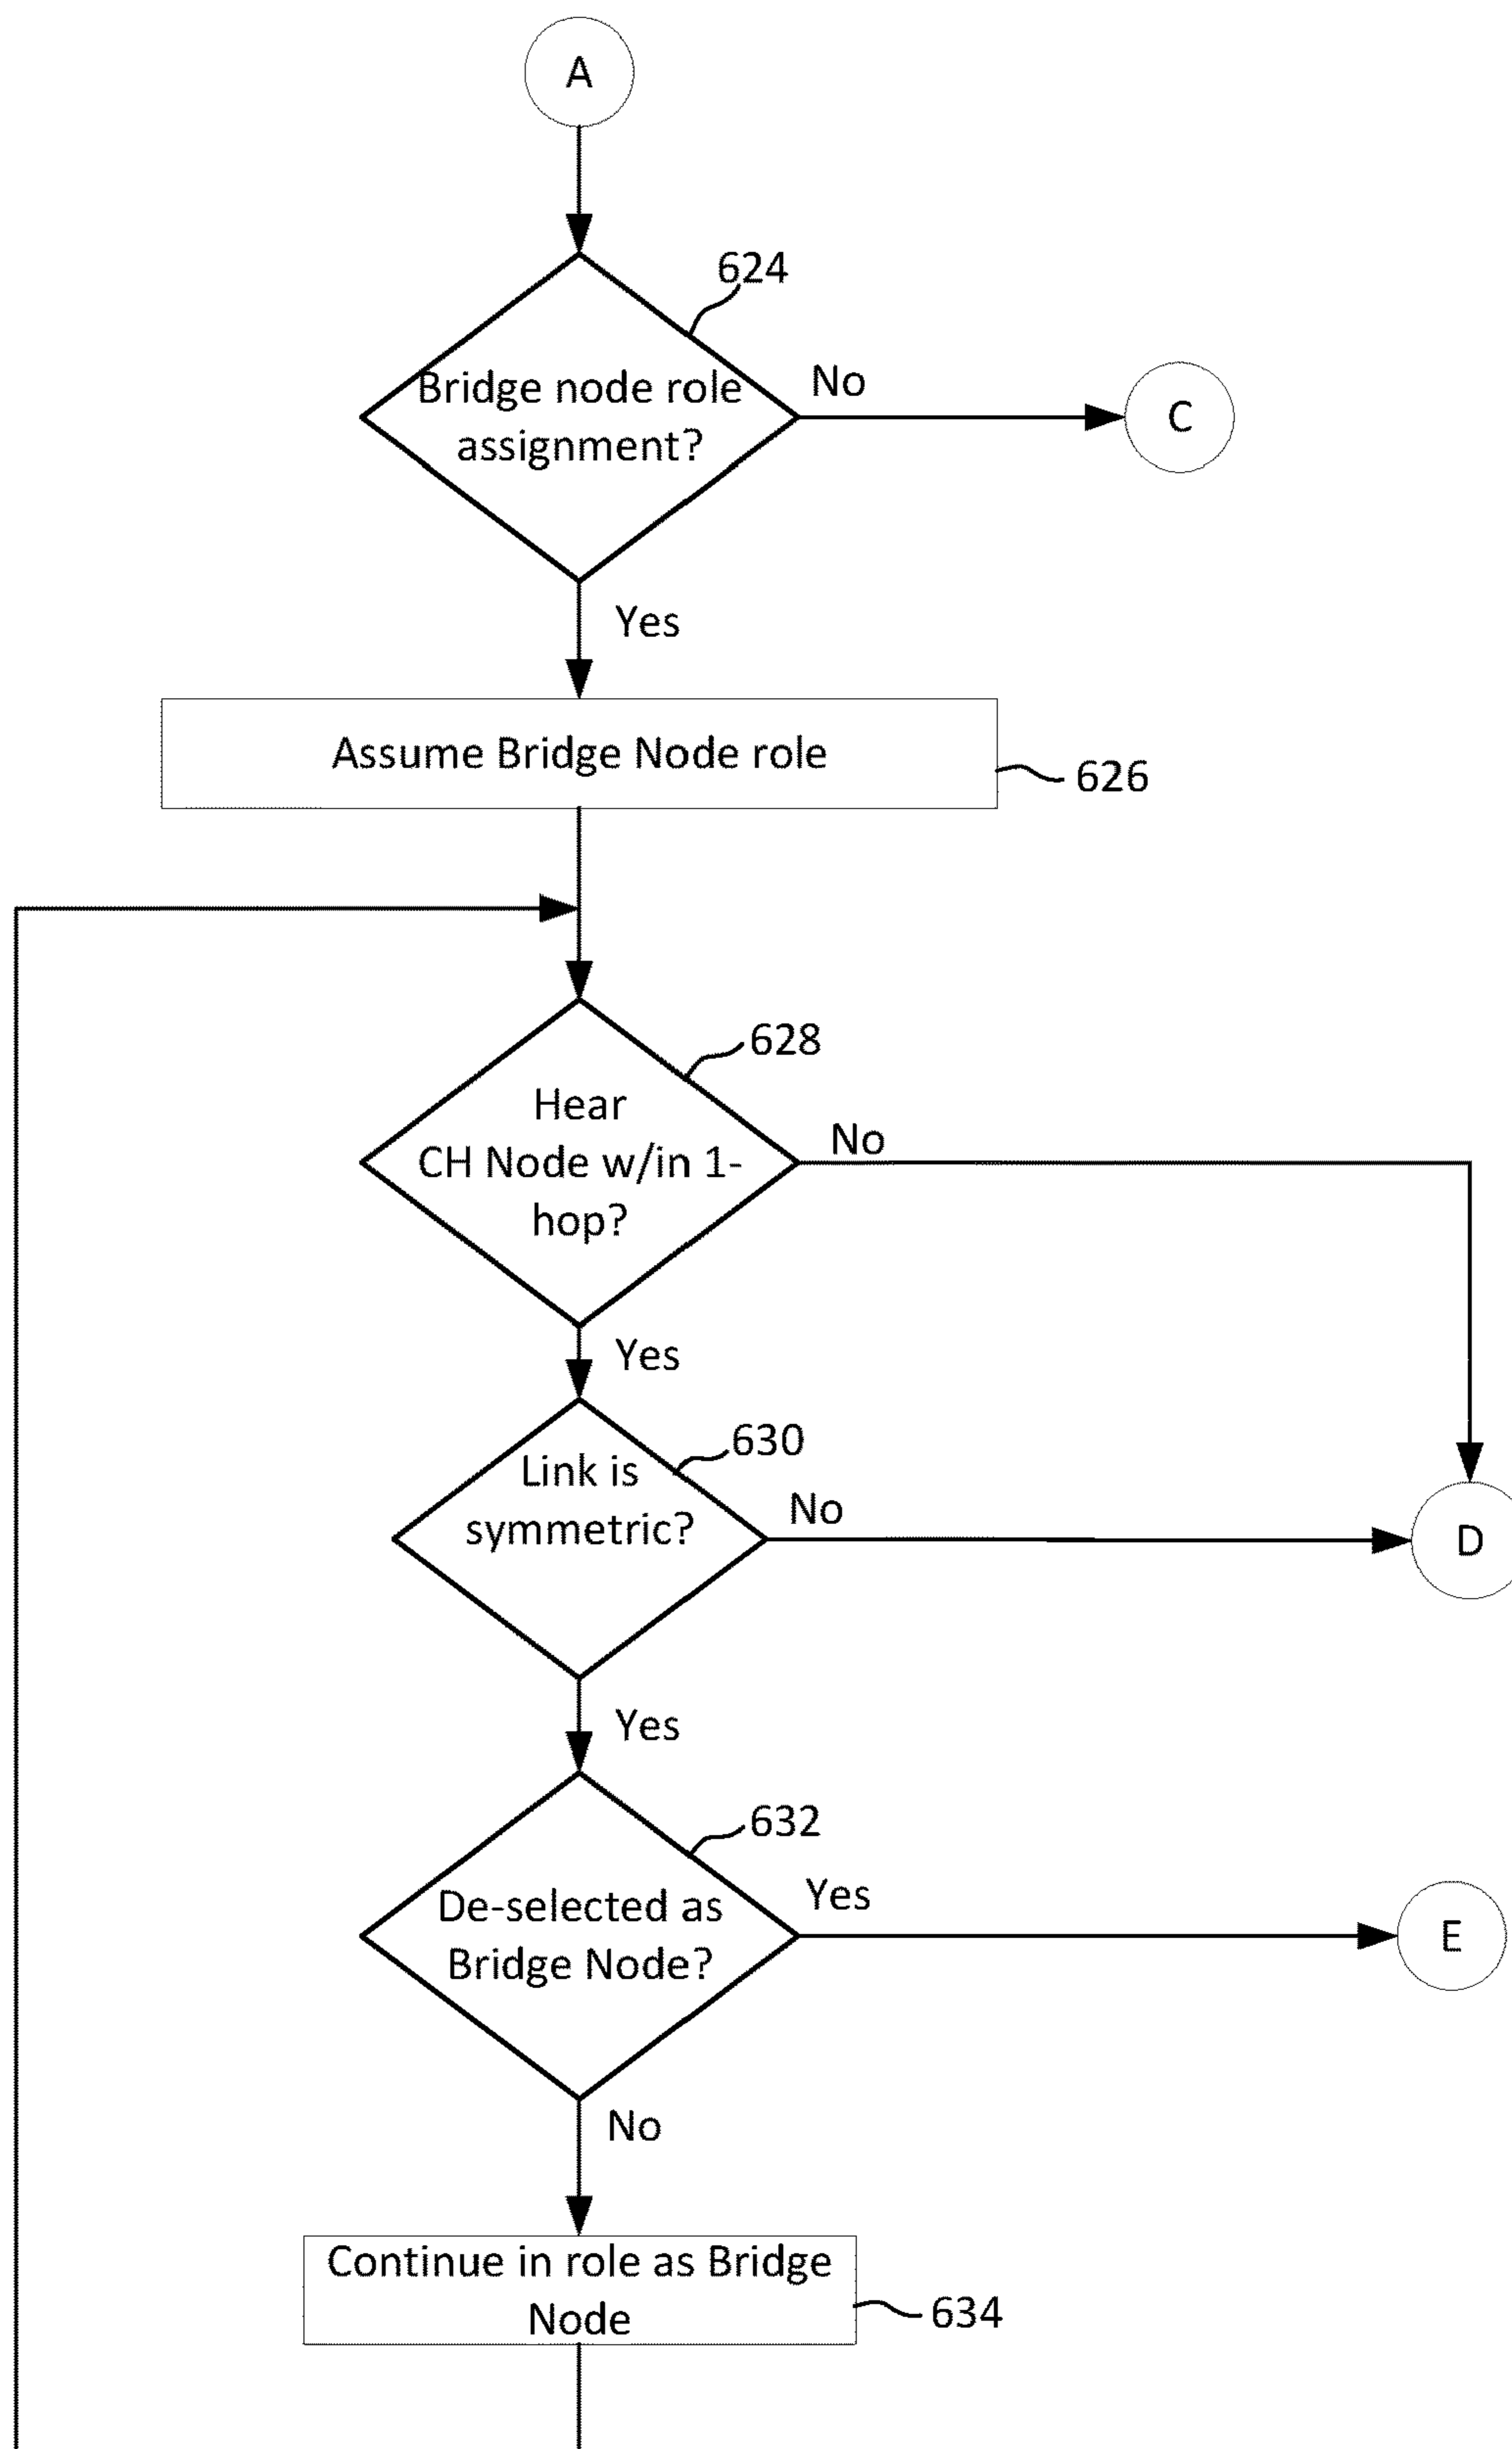 A
624
Bridge node role
assignment?
No
C
Yes
Assume Bridge Node role
626
628
Hear
CH Node w/in 1-
hop?
No
Yes
630
Link is
symmetric?
No
D
Yes
632
De-selected as
Bridge Node?
Yes
E
No
Continue in role as Bridge
Node
634